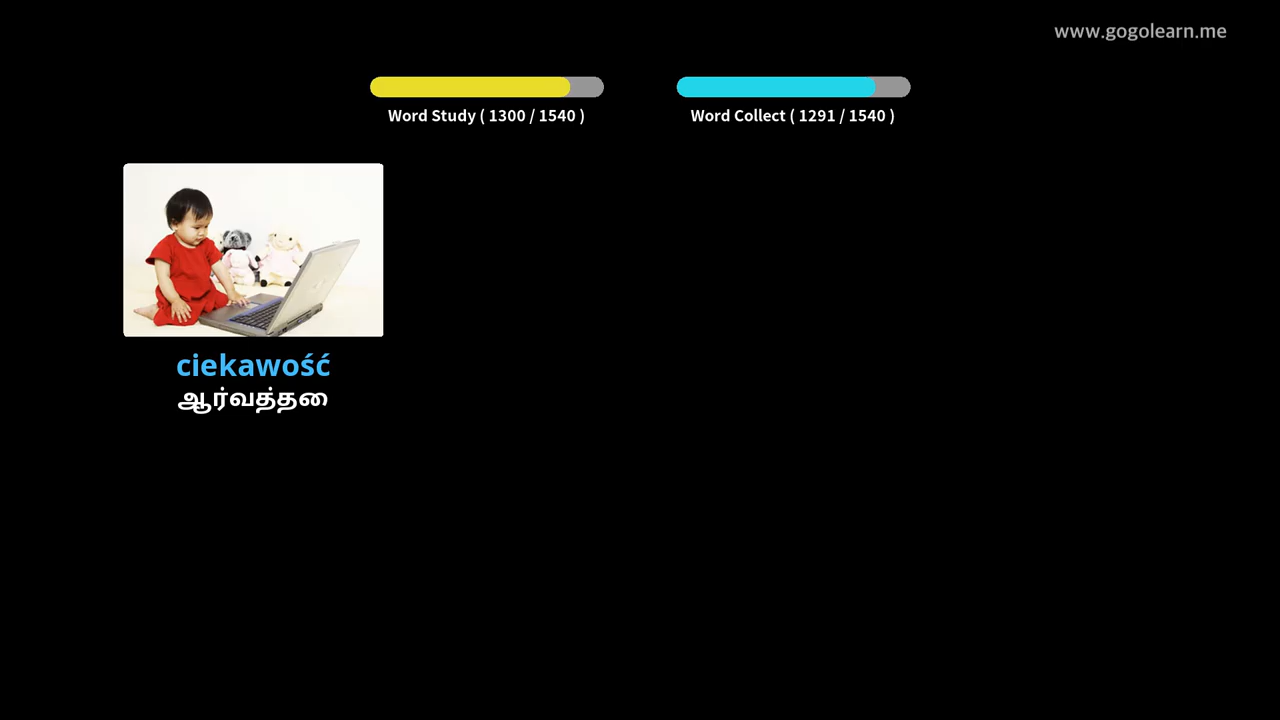 www.gogolearn.me
Word Study ( 1300 / 1540 )
Word Collect ( 1291 / 1540 )
ciekawość
ஆர்வத்தை